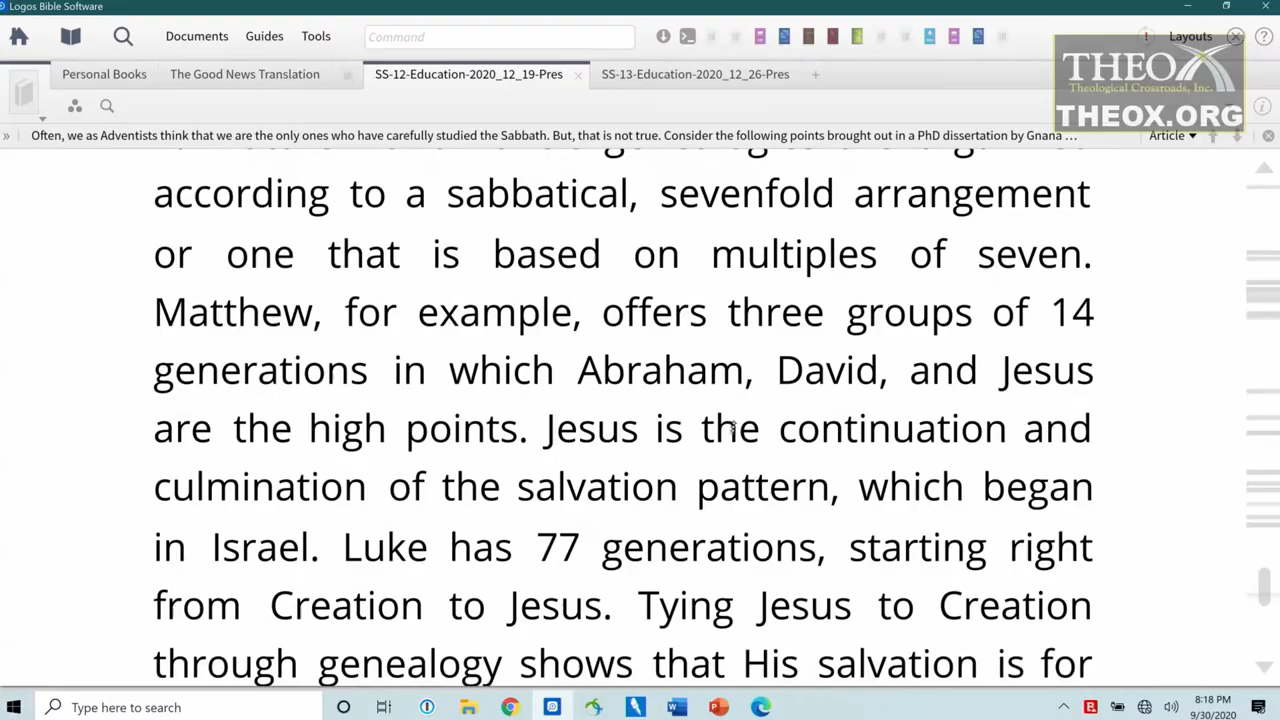 Logos Bible Software
Documents Guides Tools Command Layouts
Personal Books The Good News Translation SS-12-Education-2020_12_19-Pres SS-13-Education-2020_12_26-Pres
THEOX
Theological Crossroads, Inc.
THEOX.ORG
» Often, we as Adventists think that we are the only ones who have carefully studied the Sabbath. But, that is not true. Consider the following points brought out in a PhD dissertation by Gnana ... Article
according to a sabbatical, sevenfold arrangement
or one that is based on multiples of seven.
Matthew, for example, offers three groups of 14
generations in which Abraham, David, and Jesus
are the high points. Jesus is the continuation and
culmination of the salvation pattern, which began
in Israel. Luke has 77 generations, starting right
from Creation to Jesus. Tying Jesus to Creation
through genealogy shows that His salvation is for
Type here to search
8:18 PM
9/30/2020